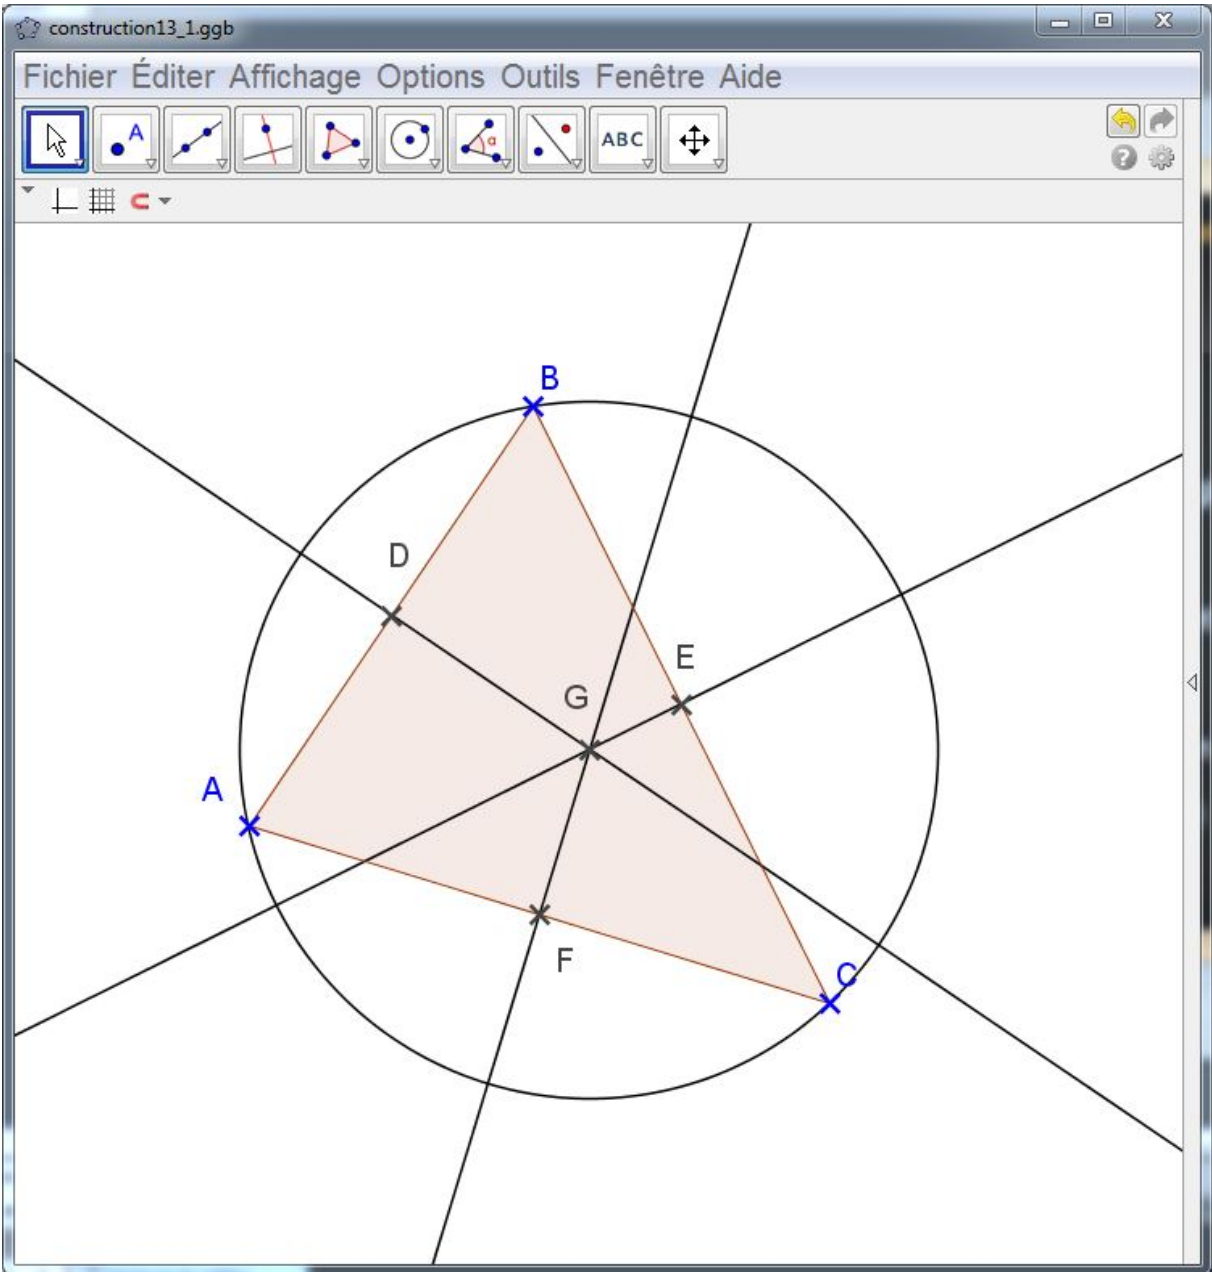 construction13_1.ggb
Fichier Éditer Affichage Options Outils Fenêtre Aide
A α ABC
B
D
E
G
A
F
C